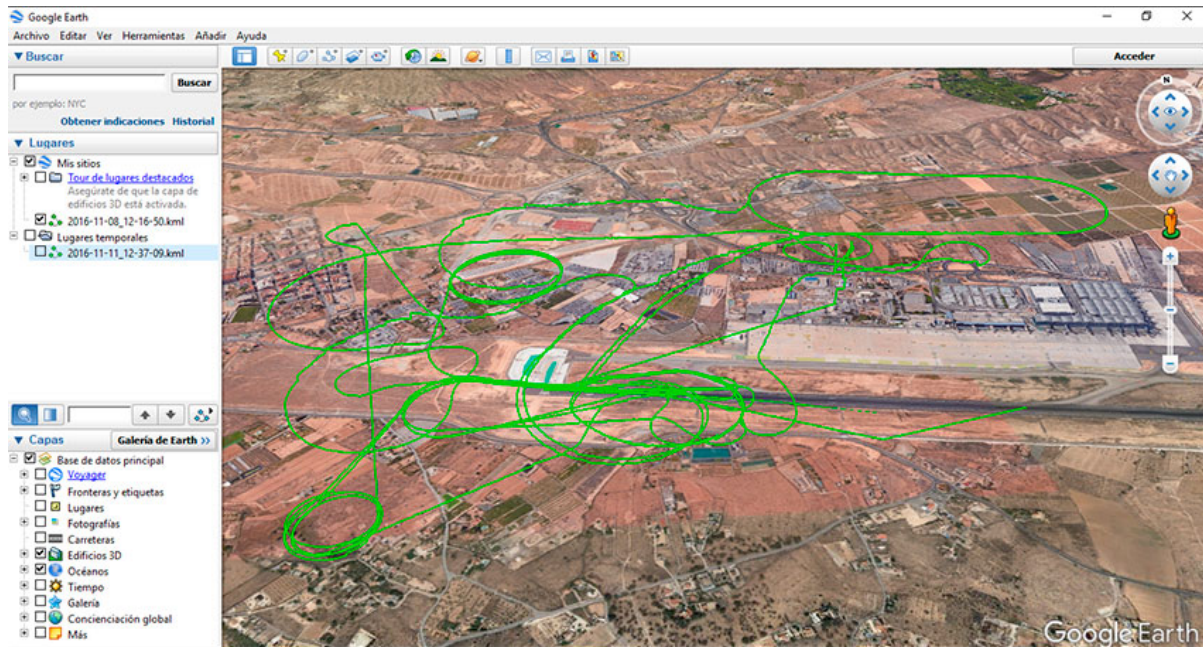 Google Earth
Archivo Editar Ver Herramientas Añadir Ayuda
Buscar
Acceder
Buscar
por ejemplo: NYC
Obtener indicaciones Historial
Lugares
Mis sitios
Tour de lugares destacados
Asegúrate de que la capa de
edificios 3D está activada.
2016-11-08_12-16-50.kml
Lugares temporales
2016-11-11_12-37-09.kml
Capas
Galería de Earth >>
Base de datos principal
Voyager
Fronteras y etiquetas
Lugares
Fotografías
Carreteras
Edificios 3D
Océanos
Tiempo
Galería
Concienciación global
Más
N
Google Earth